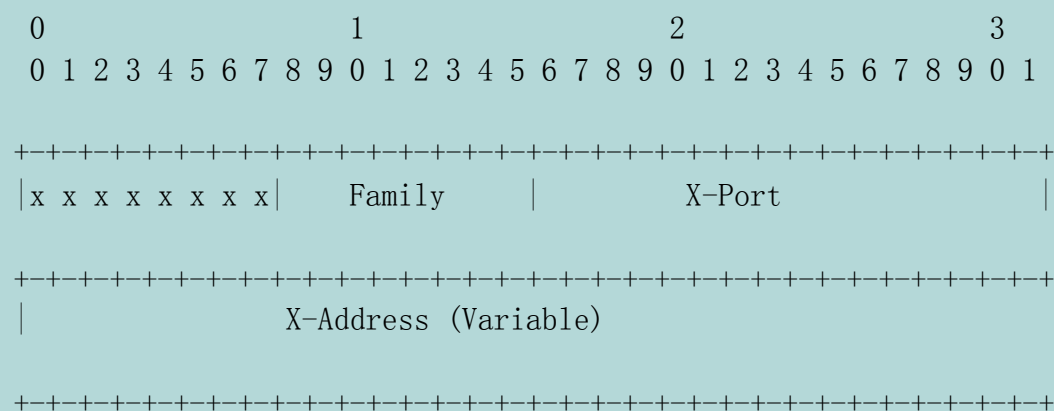 0                   1                   2                   3
0 1 2 3 4 5 6 7 8 9 0 1 2 3 4 5 6 7 8 9 0 1 2 3 4 5 6 7 8 9 0 1
+-+-+-+-+-+-+-+-+-+-+-+-+-+-+-+-+-+-+-+-+-+-+-+-+-+-+-+-+-+-+-+-+
|x x x x x x x x|    Family     |         X-Port                |
+-+-+-+-+-+-+-+-+-+-+-+-+-+-+-+-+-+-+-+-+-+-+-+-+-+-+-+-+-+-+-+-+
|                X-Address (Variable)
+-+-+-+-+-+-+-+-+-+-+-+-+-+-+-+-+-+-+-+-+-+-+-+-+-+-+-+-+-+-+-+-+